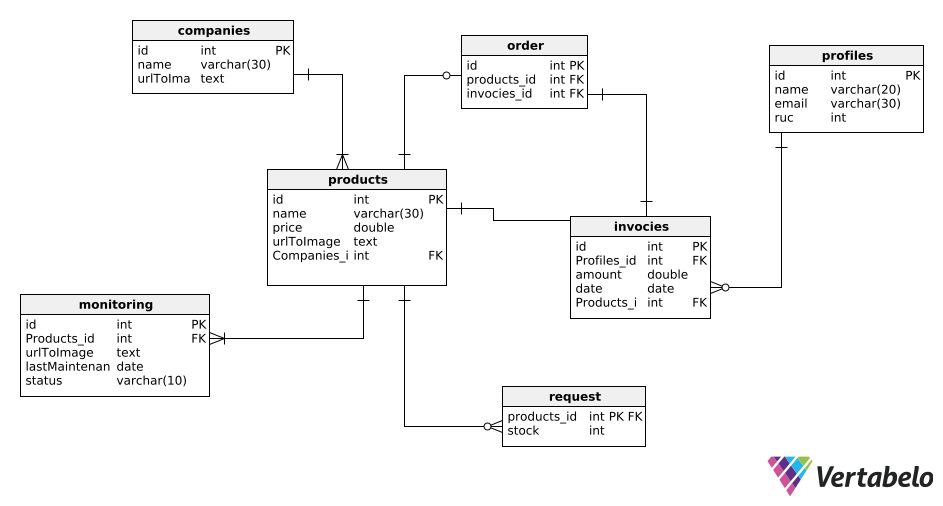 companies
id int PK
name varchar(30)
urlToIma text
order
id int PK
products_id int FK
invocies_id int FK
profiles
id int PK
name varchar(20)
email varchar(30)
ruc int
products
id int PK
name varchar(30)
price double
urlToImage text
Companies_i int FK
invocies
id int PK
Profiles_id int FK
amount double
date date
Products_i int FK
monitoring
id int PK
Products_id int FK
urlToImage text
lastMaintenan date
status varchar(10)
request
products_id int PK FK
stock int
Vertabelo